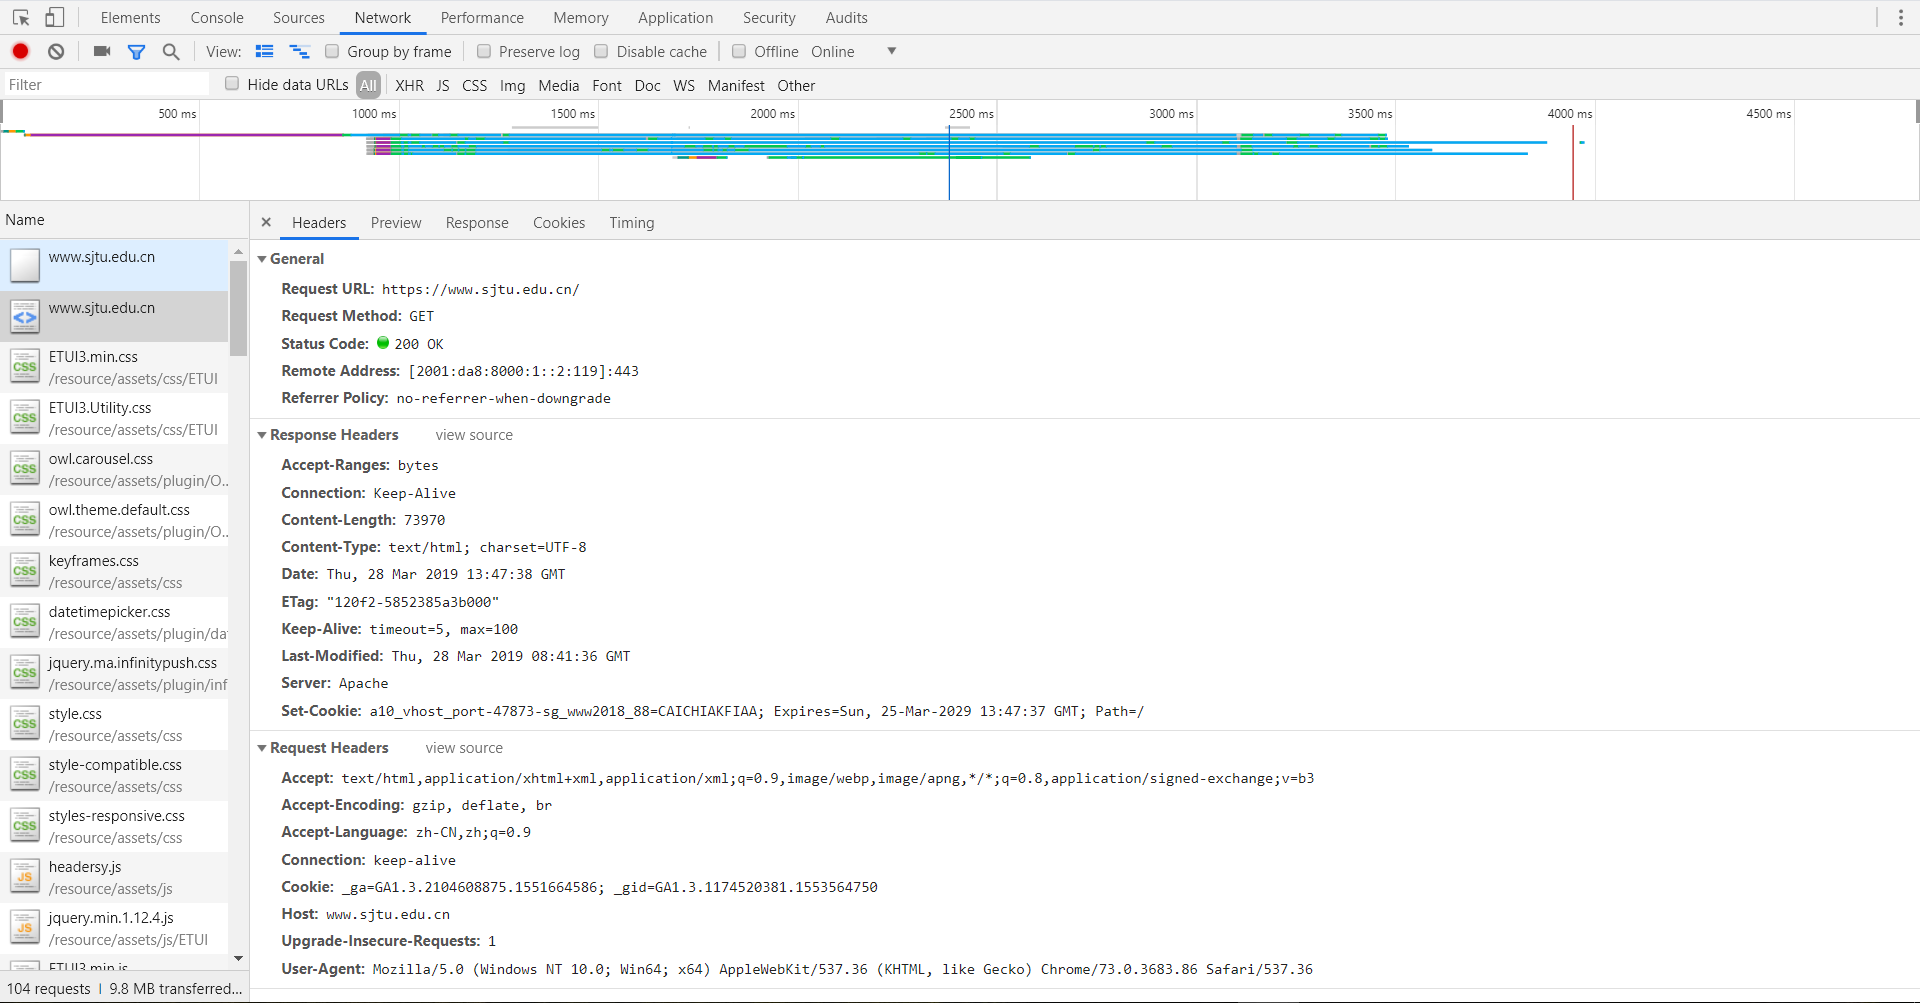 Elements Console Sources Network Performance Memory Application Security Audits
View: Group by frame Preserve log Disable cache Offline Online
Filter Hide data URLs All XHR JS CSS Img Media Font Doc WS Manifest Other
500 ms 1000 ms 1500 ms 2000 ms 2500 ms 3000 ms 3500 ms 4000 ms 4500 ms
Name
www.sjtu.edu.cn
www.sjtu.edu.cn
ETUI3.min.css
/resource/assets/css/ETUI
ETUI3.Utility.css
/resource/assets/css/ETUI
owl.carousel.css
/resource/assets/plugin/O..
owl.theme.default.css
/resource/assets/plugin/O..
keyframes.css
/resource/assets/css
datetimepicker.css
/resource/assets/plugin/da
jquery.ma.infinitypush.css
/resource/assets/plugin/inf
style.css
/resource/assets/css
style-compatible.css
/resource/assets/css
styles-responsive.css
/resource/assets/css
headersy.js
/resource/assets/js
jquery.min.1.12.4.js
/resource/assets/js/ETUI
ETUI3.min.js
104 requests | 9.8 MB transferred...
Headers Preview Response Cookies Timing
General
Request URL: https://www.sjtu.edu.cn/
Request Method: GET
Status Code: 200 OK
Remote Address: [2001:da8:8000:1::2:119]:443
Referrer Policy: no-referrer-when-downgrade
Response Headers view source
Accept-Ranges: bytes
Connection: Keep-Alive
Content-Length: 73970
Content-Type: text/html; charset=UTF-8
Date: Thu, 28 Mar 2019 13:47:38 GMT
ETag: "120f2-5852385a3b000"
Keep-Alive: timeout=5, max=100
Last-Modified: Thu, 28 Mar 2019 08:41:36 GMT
Server: Apache
Set-Cookie: a10_vhost_port-47873-sg_www2018_88=CAICHIAKFIAA; Expires=Sun, 25-Mar-2029 13:47:37 GMT; Path=/
Request Headers view source
Accept: text/html,application/xhtml+xml,application/xml;q=0.9,image/webp,image/apng,*/*;q=0.8,application/signed-exchange;v=b3
Accept-Encoding: gzip, deflate, br
Accept-Language: zh-CN,zh;q=0.9
Connection: keep-alive
Cookie: _ga=GA1.3.2104608875.1551664586; _gid=GA1.3.1174520381.1553564750
Host: www.sjtu.edu.cn
Upgrade-Insecure-Requests: 1
User-Agent: Mozilla/5.0 (Windows NT 10.0; Win64; x64) AppleWebKit/537.36 (KHTML, like Gecko) Chrome/73.0.3683.86 Safari/537.36